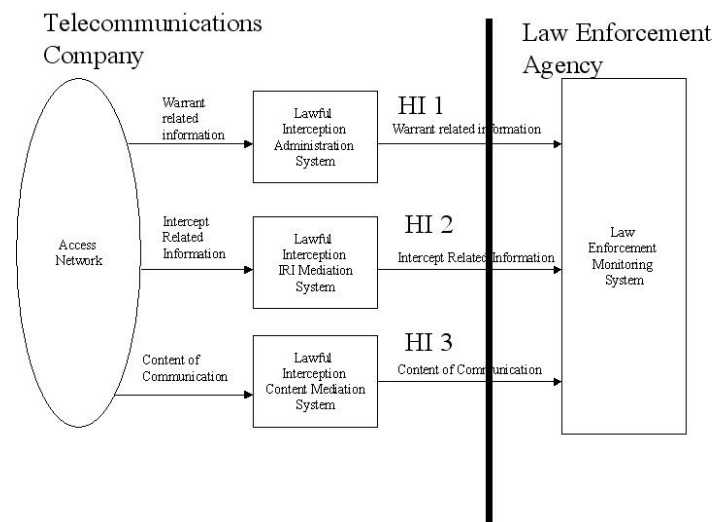 Telecommunications
Company
Law Enforcement
Agency
Warrant
related
information
Lawful
Interception
Administration
System
HI 1
Warrant related information
Access
Network
Intercept
Related
Information
Lawful
Interception
IRI Mediation
System
HI 2
Intercept Related Information
Law
Enforcement
Monitoring
System
Content of
Communication
Lawful
Interception
Content Mediation
System
HI 3
Content of Communication